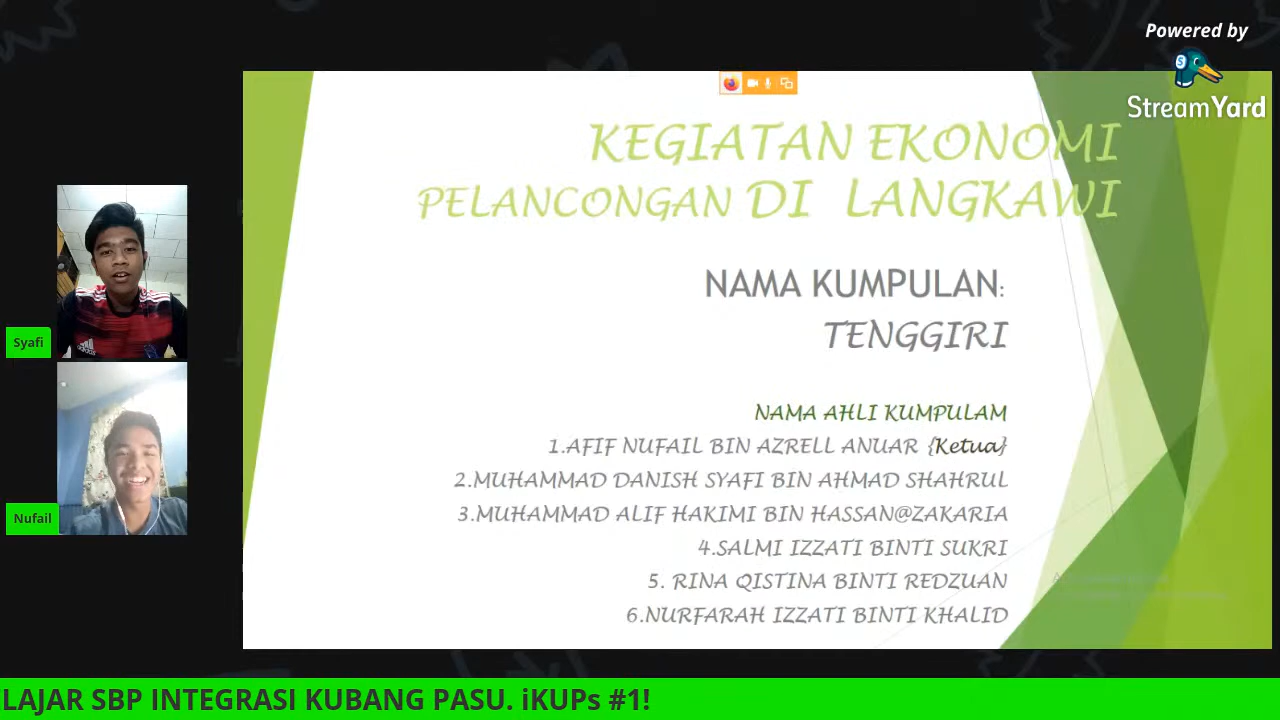 Powered by
StreamYard
KEGIATAN EKONOMI
PELANCONGAN DI LANGKAWI
NAMA KUMPULAN:
TENGGIRI
NAMA AHLI KUMPULAM
1.AFIF NUFAIL BIN AZRELL ANUAR {Ketua}
2.MUHAMMAD DANISH SYAFI BIN AHMAD SHAHRUL
3.MUHAMMAD ALIF HAKIMI BIN HASSAN@ZAKARIA
4.SALMI IZZATI BINTI SUKRI
5. RINA QISTINA BINTI REDZUAN
6.NURFARAH IZZATI BINTI KHALID
Syafi
Nufail
LAJAR SBP INTEGRASI KUBANG PASU. iKUPs #1!